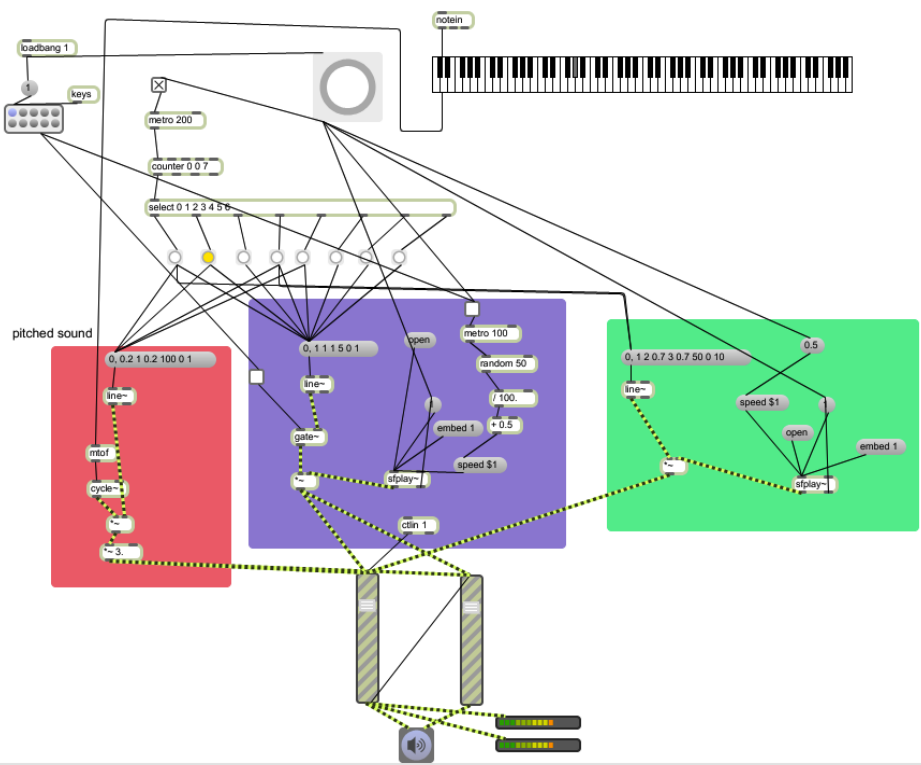 notein
loadbang 1
1
keys
metro 200
counter 0 0 7
select 0 1 2 3 4 5 6
pitched sound
0, 0.2 1 0.2 100 0 1
line~
mtof
cycle~
*~
*~ 3.
0, 1 1 1 5 0 1
line~
gate~
*~
open
1
embed 1
sfplay~
metro 100
random 50
/ 100.
+ 0.5
speed $1
ctlin 1
0, 1 2 0.7 3 0.7 50 0 10
line~
*~
0.5
speed $1
1
open
embed 1
sfplay~